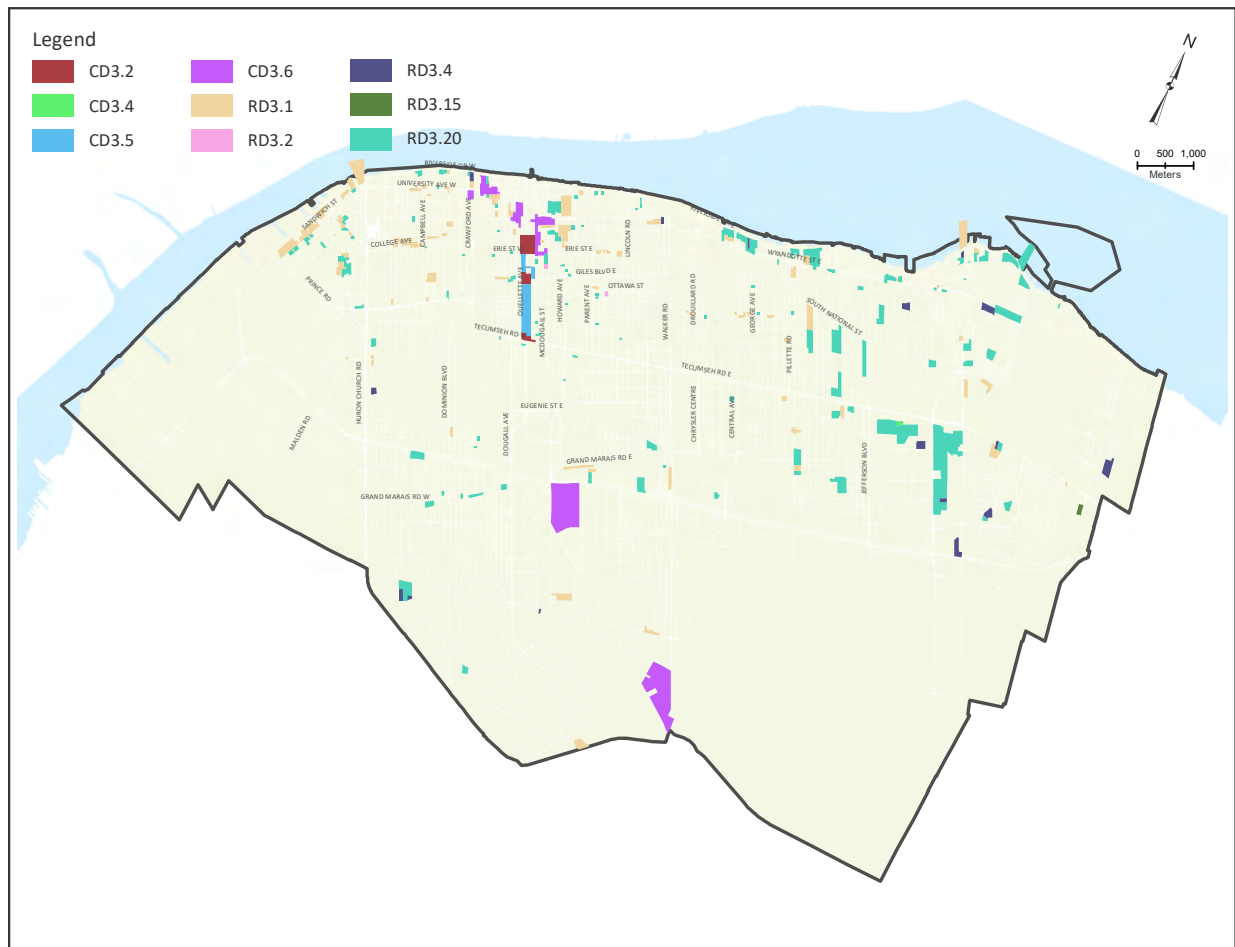 Legend
CD3.2
CD3.6
RD3.4
CD3.4
RD3.1
RD3.15
CD3.5
RD3.2
RD3.20
N
0 500 1,000
Meters
RIVERSIDE DR W
UNIVERSITY AVE W
SANDWICH ST
CAMPBELL AVE
CRAWFORD AVE
COLLEGE AVE
ERIE ST W
ERIE ST E
LINCOLN RD
WYANDOTTE ST E
PRINCE RD
GILES BLVD E
OTTAWA ST
OUELLETTE AVE
HOWARD AVE
PARENT AVE
MCDOUGALL ST
WALKER RD
DROUILLARD RD
GEORGE AVE
SOUTH NATIONAL ST
TECUMSEH RD
PILLETTE RD
TECUMSEH RD E
HURON CHURCH RD
DOMINION BLVD
EUGENIE ST E
CHRYSLER CENTRE
CENTRAL AVE
MALDEN RD
DOUGALL AVE
GRAND MARAIS RD E
JEFFERSON BLVD
GRAND MARAIS RD W